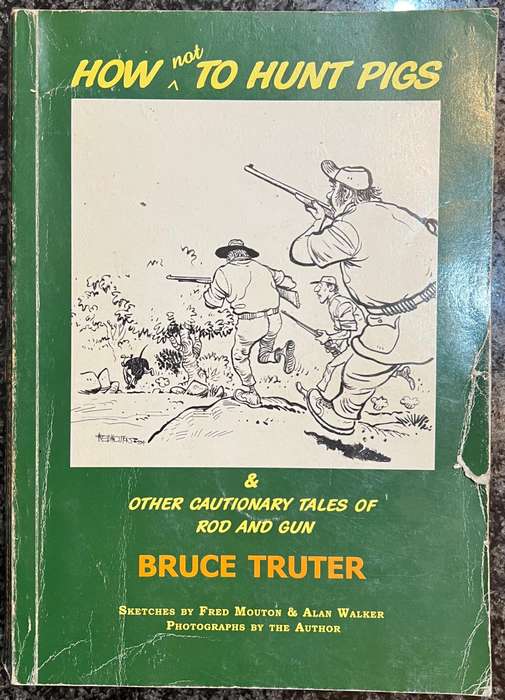 HOW not TO HUNT PIGS
&
OTHER CAUTIONARY TALES OF
ROD AND GUN
BRUCE TRUTER
SKETCHES BY FRED MOUTON & ALAN WALKER
PHOTOGRAPHS BY THE AUTHOR